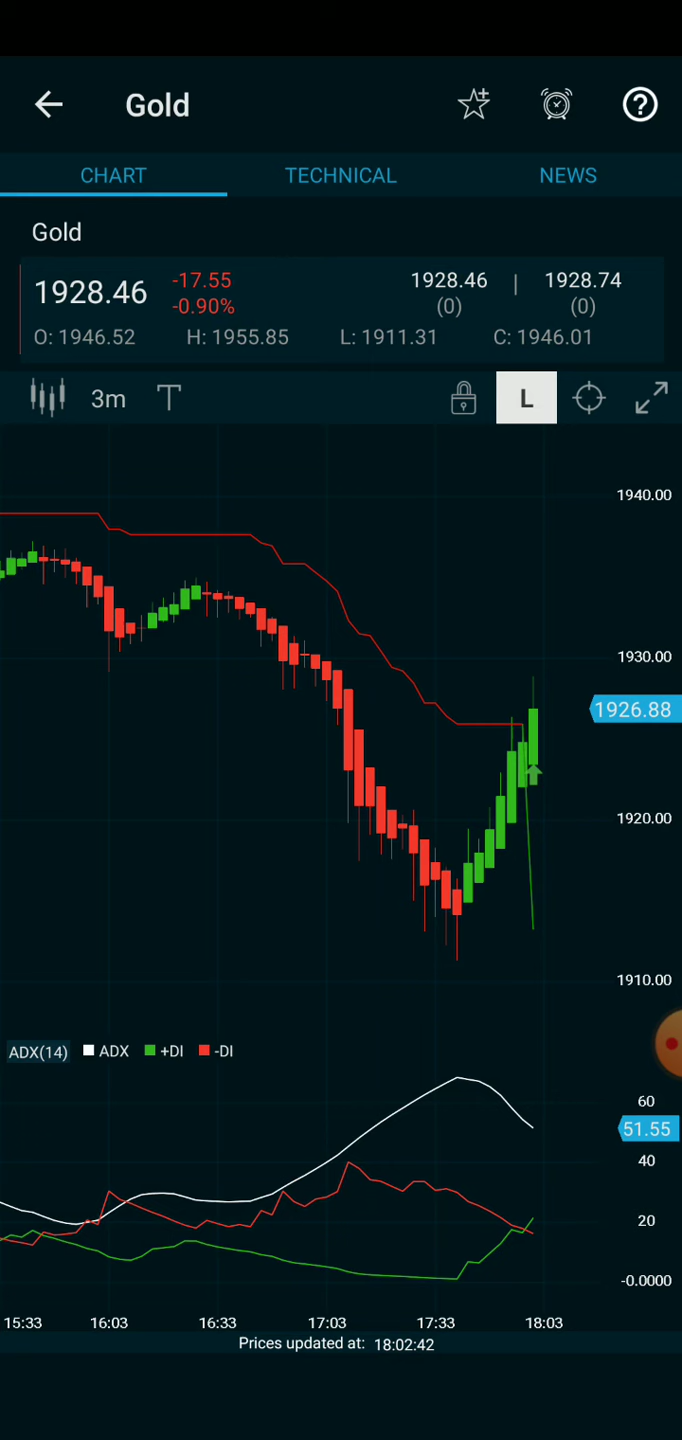 Gold
CHART TECHNICAL NEWS
Gold
1928.46 -17.55 1928.46 | 1928.74
-0.90% (0) (0)
O: 1946.52 H: 1955.85 L: 1911.31 C: 1946.01
3m T L
1940.00
1930.00
1926.88
1920.00
1910.00
ADX(14) ADX +DI -DI
60
51.55
40
20
-0.0000
15:33 16:03 16:33 17:03 17:33 18:03
Prices updated at: 18:02:42